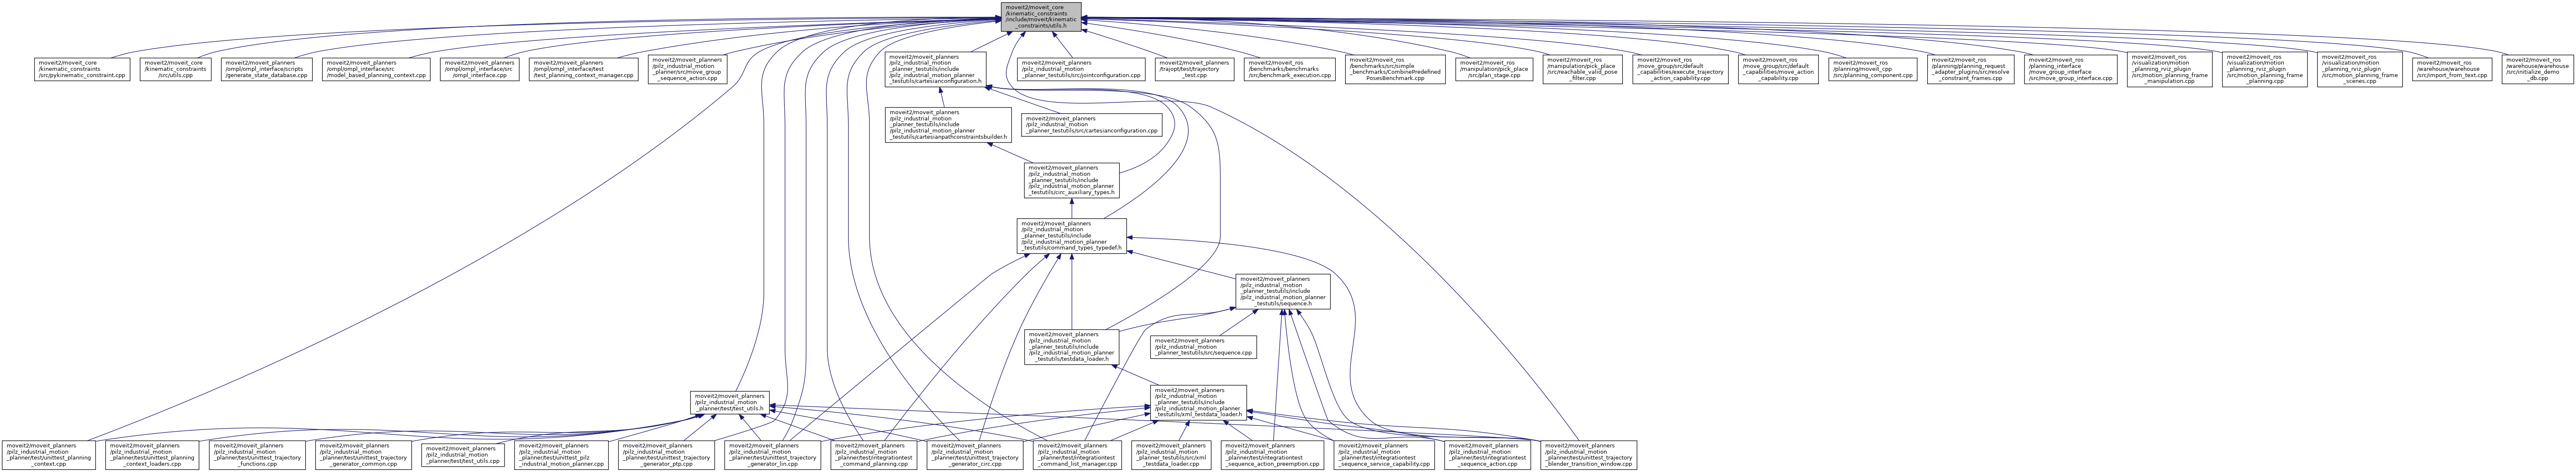 moveit2/moveit_core
/kinematic_constraints
/include/moveit/kinematic
_constraints/utils.h
moveit2/moveit_core
/kinematic_constraints
/src/pykinematic_constraint.cpp
moveit2/moveit_core
/kinematic_constraints
/src/utils.cpp
moveit2/moveit_planners
/ompl/ompl_interface/scripts
/generate_state_database.cpp
moveit2/moveit_planners
/ompl/ompl_interface/src
/model_based_planning_context.cpp
moveit2/moveit_planners
/ompl/ompl_interface/src
/ompl_interface.cpp
moveit2/moveit_planners
/ompl/ompl_interface/test
/test_planning_context_manager.cpp
moveit2/moveit_planners
/pilz_industrial_motion
_planner/src/move_group
_sequence_action.cpp
moveit2/moveit_planners
/pilz_industrial_motion
_planner_testutils/include
/pilz_industrial_motion_planner
_testutils/cartesianconfiguration.h
moveit2/moveit_planners
/pilz_industrial_motion
_planner_testutils/src/jointconfiguration.cpp
moveit2/moveit_planners
/trajopt/test/trajectory
_test.cpp
moveit2/moveit_ros
/benchmarks/benchmarks
/src/benchmark_execution.cpp
moveit2/moveit_ros
/benchmarks/src/simple
_benchmarks/CombinePredefined
PosesBenchmark.cpp
moveit2/moveit_ros
/manipulation/pick_place
/src/plan_stage.cpp
moveit2/moveit_ros
/manipulation/pick_place
/src/reachable_valid_pose
_filter.cpp
moveit2/moveit_ros
/move_group/src/default
_capabilities/execute_trajectory
_action_capability.cpp
moveit2/moveit_ros
/move_group/src/default
_capabilities/move_action
_capability.cpp
moveit2/moveit_ros
/planning/moveit_cpp
/src/planning_component.cpp
moveit2/moveit_ros
/planning/planning_request
_adapter_plugins/src/resolve
_constraint_frames.cpp
moveit2/moveit_ros
/planning_interface
/move_group_interface
/src/move_group_interface.cpp
moveit2/moveit_ros
/visualization/motion
_planning_rviz_plugin
/src/motion_planning_frame
_manipulation.cpp
moveit2/moveit_ros
/visualization/motion
_planning_rviz_plugin
/src/motion_planning_frame
_planning.cpp
moveit2/moveit_ros
/visualization/motion
_planning_rviz_plugin
/src/motion_planning_frame
_scenes.cpp
moveit2/moveit_ros
/warehouse/warehouse
/src/import_from_text.cpp
moveit2/moveit_ros
/warehouse/warehouse
/src/initialize_demo
_db.cpp
moveit2/moveit_planners
/pilz_industrial_motion
_planner_testutils/include
/pilz_industrial_motion_planner
_testutils/cartesianpathconstraintsbuilder.h
moveit2/moveit_planners
/pilz_industrial_motion
_planner_testutils/src/cartesianconfiguration.cpp
moveit2/moveit_planners
/pilz_industrial_motion
_planner_testutils/include
/pilz_industrial_motion_planner
_testutils/circ_auxiliary_types.h
moveit2/moveit_planners
/pilz_industrial_motion
_planner_testutils/include
/pilz_industrial_motion_planner
_testutils/command_types_typedef.h
moveit2/moveit_planners
/pilz_industrial_motion
_planner_testutils/include
/pilz_industrial_motion_planner
_testutils/sequence.h
moveit2/moveit_planners
/pilz_industrial_motion
_planner_testutils/include
/pilz_industrial_motion_planner
_testutils/testdata_loader.h
moveit2/moveit_planners
/pilz_industrial_motion
_planner_testutils/src/sequence.cpp
moveit2/moveit_planners
/pilz_industrial_motion
_planner/test/test_utils.h
moveit2/moveit_planners
/pilz_industrial_motion
_planner_testutils/include
/pilz_industrial_motion_planner
_testutils/xml_testdata_loader.h
moveit2/moveit_planners
/pilz_industrial_motion
_planner/test/unittest_planning
_context.cpp
moveit2/moveit_planners
/pilz_industrial_motion
_planner/test/unittest_planning
_context_loaders.cpp
moveit2/moveit_planners
/pilz_industrial_motion
_planner/test/unittest_trajectory
_functions.cpp
moveit2/moveit_planners
/pilz_industrial_motion
_planner/test/unittest_trajectory
_generator_common.cpp
moveit2/moveit_planners
/pilz_industrial_motion
_planner/test/test_utils.cpp
moveit2/moveit_planners
/pilz_industrial_motion
_planner/test/unittest_pilz
_industrial_motion_planner.cpp
moveit2/moveit_planners
/pilz_industrial_motion
_planner/test/unittest_trajectory
_generator_ptp.cpp
moveit2/moveit_planners
/pilz_industrial_motion
_planner/test/unittest_trajectory
_generator_lin.cpp
moveit2/moveit_planners
/pilz_industrial_motion
_planner/test/integrationtest
_command_planning.cpp
moveit2/moveit_planners
/pilz_industrial_motion
_planner/test/unittest_trajectory
_generator_circ.cpp
moveit2/moveit_planners
/pilz_industrial_motion
_planner/test/integrationtest
_command_list_manager.cpp
moveit2/moveit_planners
/pilz_industrial_motion
_planner_testutils/src/xml
_testdata_loader.cpp
moveit2/moveit_planners
/pilz_industrial_motion
_planner/test/integrationtest
_sequence_action_preemption.cpp
moveit2/moveit_planners
/pilz_industrial_motion
_planner/test/integrationtest
_sequence_service_capability.cpp
moveit2/moveit_planners
/pilz_industrial_motion
_planner/test/integrationtest
_sequence_action.cpp
moveit2/moveit_planners
/pilz_industrial_motion
_planner/test/unittest_trajectory
_blender_transition_window.cpp